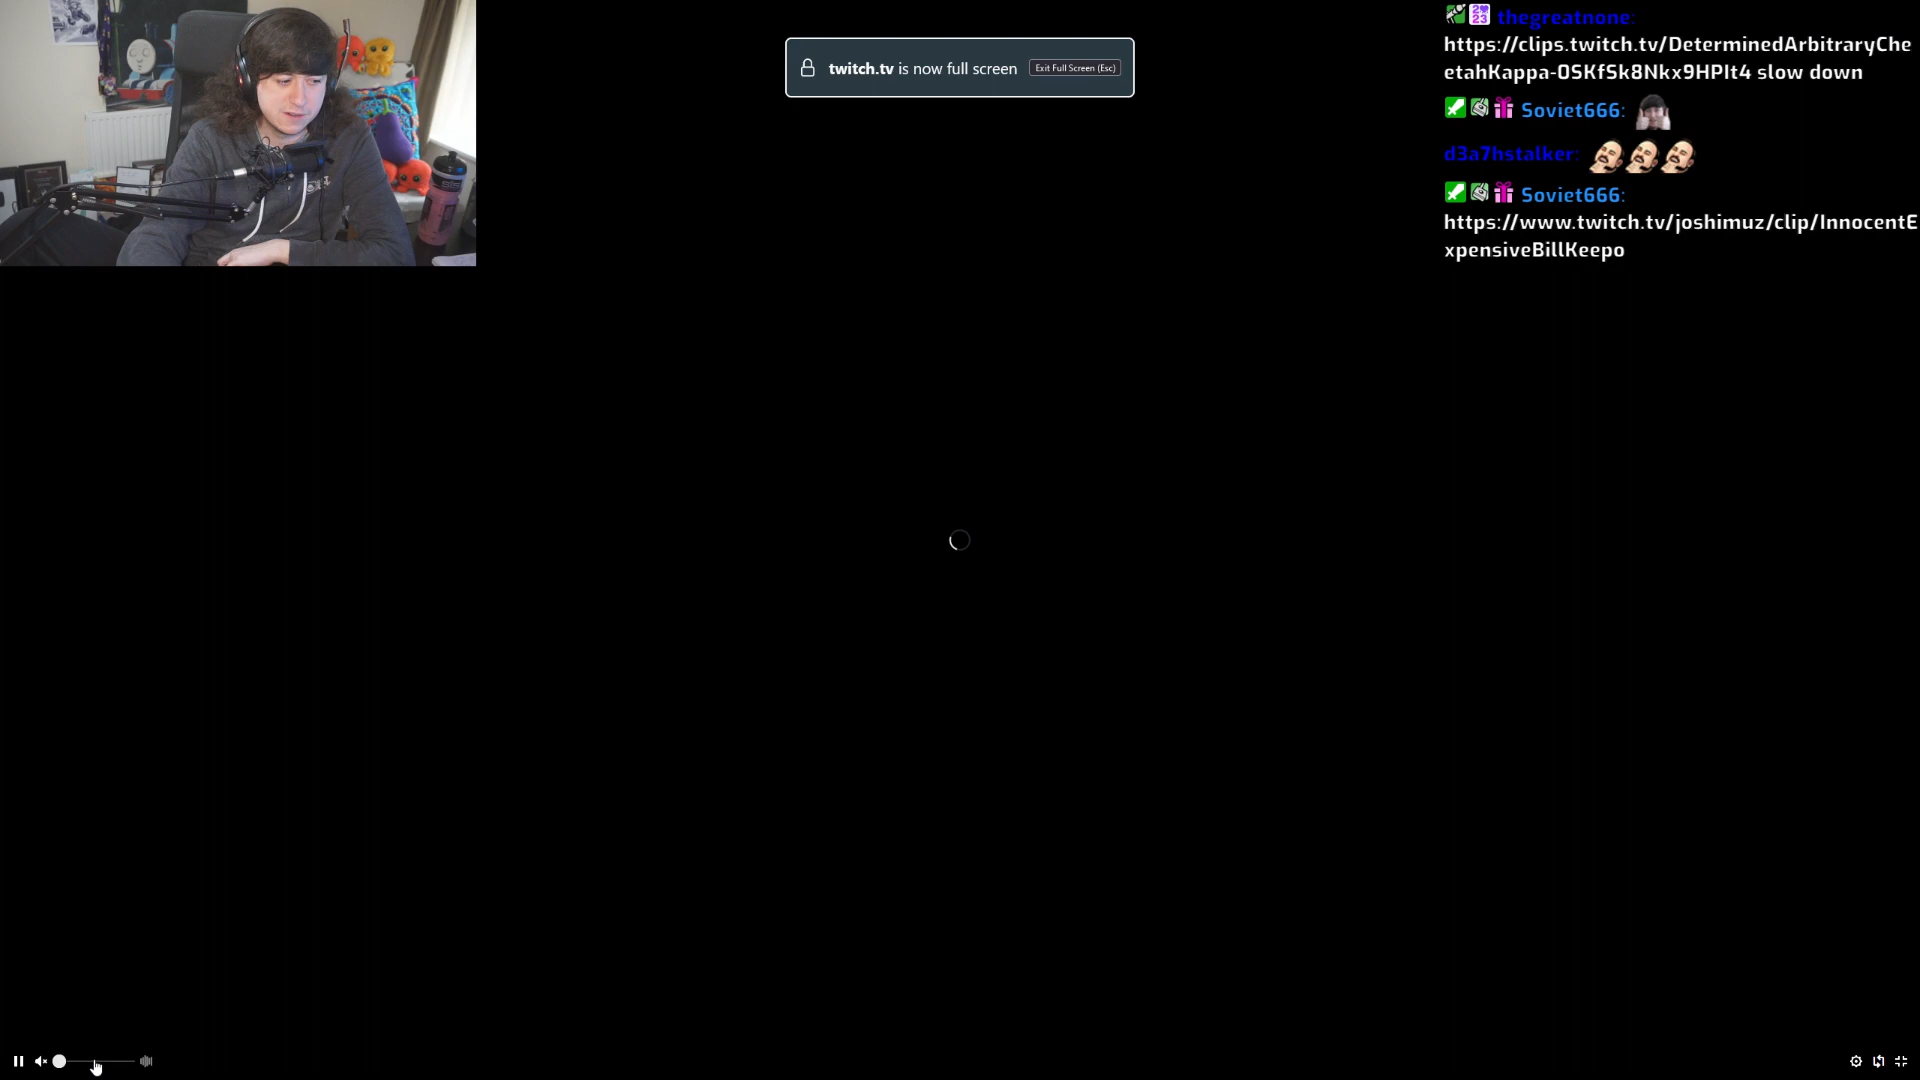 twitch.tv is now full screen Exit Full Screen (Esc)
thegreatnone:
https://clips.twitch.tv/DeterminedArbitraryChe
etahKappa-OSKfSk8Nkx9HPIt4 slow down
Soviet666:
d3a7hstalker:
Soviet666:
https://www.twitch.tv/joshimuz/clip/InnocentE
xpensiveBillKeepo